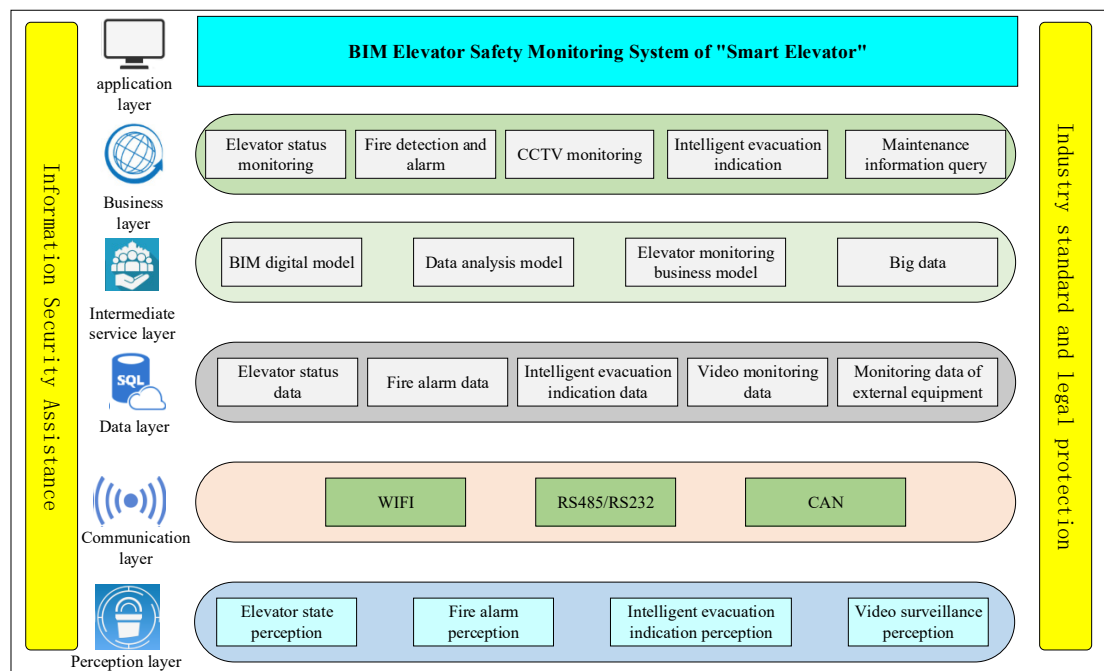 Information Security Assistance
application
layer
BIM Elevator Safety Monitoring System of "Smart Elevator"
Business
layer
Elevator status
monitoring
Fire detection and
alarm
CCTV monitoring
Intelligent evacuation
indication
Maintenance
information query
Intermediate
service layer
BIM digital model
Data analysis model
Elevator monitoring
business model
Big data
SQL
Data layer
Elevator status
data
Fire alarm data
Intelligent evacuation
indication data
Video monitoring
data
Monitoring data of
external equipment
Communication
layer
WIFI
RS485/RS232
CAN
Perception layer
Elevator state
perception
Fire alarm
perception
Intelligent evacuation
indication perception
Video surveillance
perception
Industry standard and legal protection